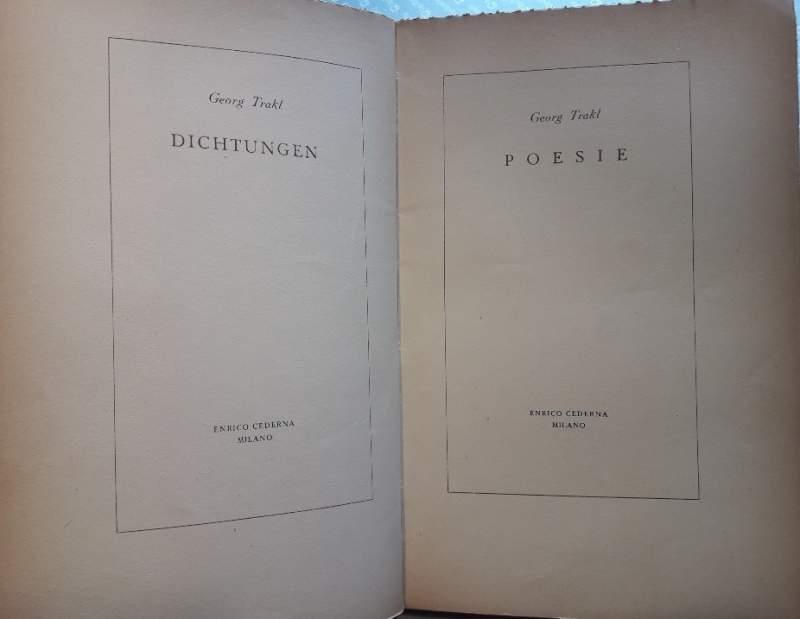 Georg Trakl
DICHTUNGEN
ENRICO CEDERNA
MILANO
Georg Trakl
POESIE
ENRICO CEDERNA
MILANO